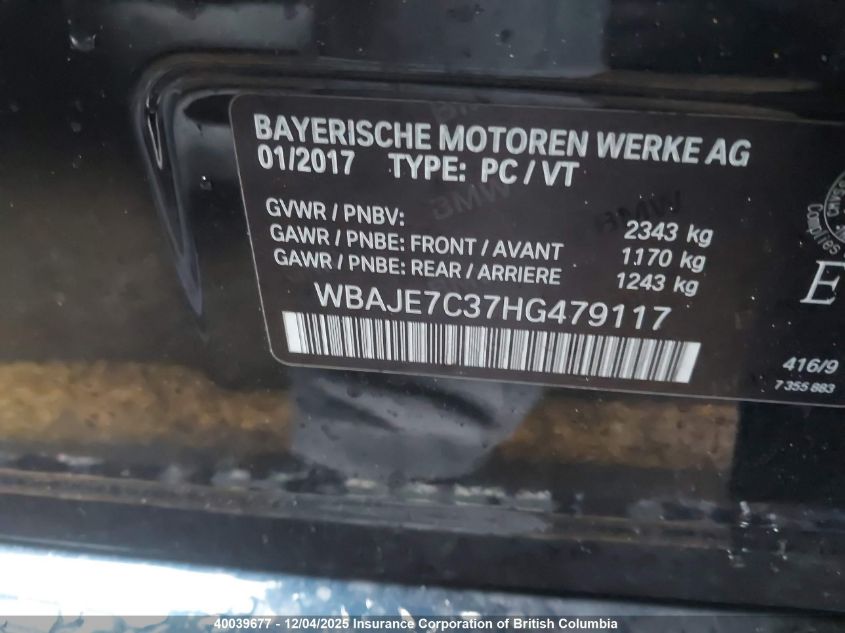 BAYERISCHE MOTOREN WERKE AG
01/2017 TYPE: PC / VT
GVWR / PNBV: 2343 kg
GAWR / PNBE: FRONT / AVANT 1170 kg
GAWR / PNBE: REAR / ARRIERE 1243 kg
WBAJE7C37HG479117
416/9
7 355 883
E
40039677 - 12/04/2025 Insurance Corporation of British Columbia